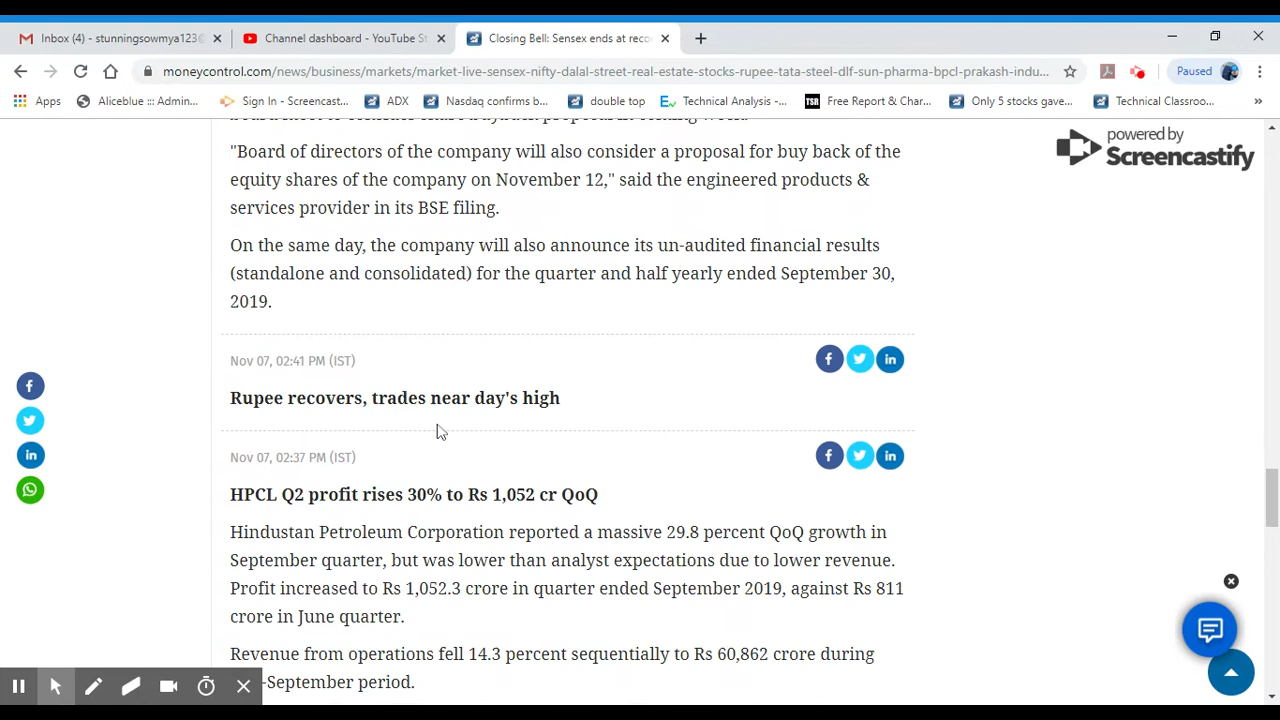 Inbox (4) - stunningsowmya123@
Channel dashboard - YouTube St
Closing Bell: Sensex ends at reco
moneycontrol.com/news/business/markets/market-live-sensex-nifty-dalal-street-real-estate-stocks-rupee-tata-steel-dlf-sun-pharma-bpcl-prakash-indu...
Paused
Apps
Aliceblue ::: Admin...
Sign In - Screencast...
ADX
Nasdaq confirms b...
double top
Technical Analysis -...
TSR
Free Report & Char...
Only 5 stocks gave...
Technical Classroo...
»
powered by
Screencastify
"Board of directors of the company will also consider a proposal for buy back of the
equity shares of the company on November 12," said the engineered products &
services provider in its BSE filing.
On the same day, the company will also announce its un-audited financial results
(standalone and consolidated) for the quarter and half yearly ended September 30,
2019.
Nov 07, 02:41 PM (IST)
Rupee recovers, trades near day's high
Nov 07, 02:37 PM (IST)
HPCL Q2 profit rises 30% to Rs 1,052 cr QoQ
Hindustan Petroleum Corporation reported a massive 29.8 percent QoQ growth in
September quarter, but was lower than analyst expectations due to lower revenue.
Profit increased to Rs 1,052.3 crore in quarter ended September 2019, against Rs 811
crore in June quarter.
Revenue from operations fell 14.3 percent sequentially to Rs 60,862 crore during
-September period.